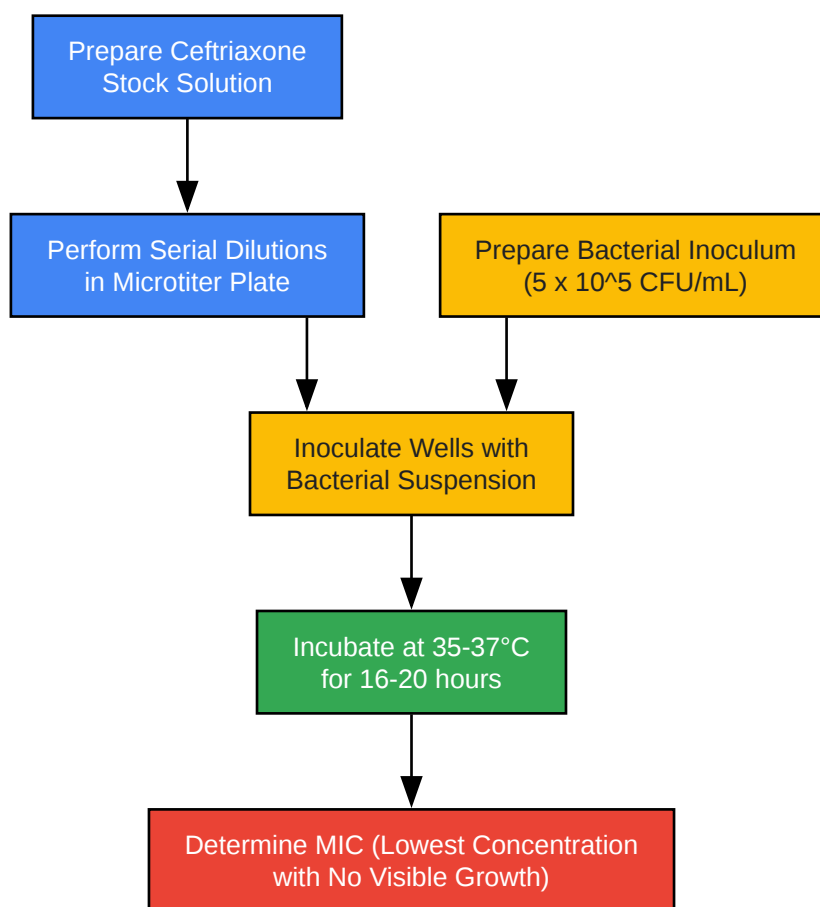 Prepare Ceftriaxone
Stock Solution
Perform Serial Dilutions
in Microtiter Plate
Prepare Bacterial Inoculum
(5 x 10^5 CFU/mL)
Inoculate Wells with
Bacterial Suspension
Incubate at 35-37°C
for 16-20 hours
Determine MIC (Lowest Concentration
with No Visible Growth)